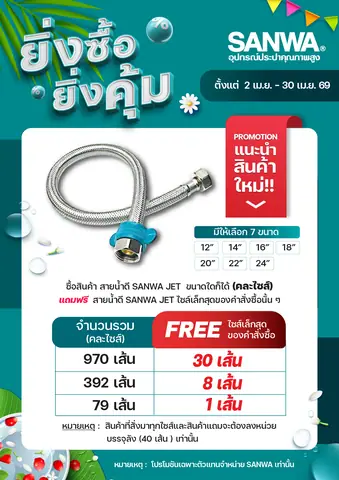 ยิ่งซื้อ
ยิ่งคุ้ม
SANWA®
อุปกรณ์ประปาคุณภาพสูง
ตั้งแต่ 2 เม.ย. - 30 เม.ย. 69
PROMOTION
แนะนำ
สินค้า
ใหม่!!
มีให้เลือก 7 ขนาด
12" 14" 16" 18"
20" 22" 24"
ซื้อสินค้า สายน้ำดี SANWA JET ขนาดใดก็ได้ (คละไซส์)
แถมฟรี สายน้ำดี SANWA JET ไซส์เล็กสุดของคำสั่งซื้อนั้น ๆ
จำนวนรวม
(คละไซส์)
FREE ไซส์เล็กสุด
ของคำสั่งซื้อ
970 เส้น 30 เส้น
392 เส้น 8 เส้น
79 เส้น 1 เส้น
หมายเหตุ : สินค้าที่สั่งมาทุกไซส์และสินค้าแถมจะต้องลงหน่วย
บรรจุลัง (40 เส้น ) เท่านั้น
หมายเหตุ : โปรโมชันเฉพาะตัวแทนจำหน่าย SANWA เท่านั้น